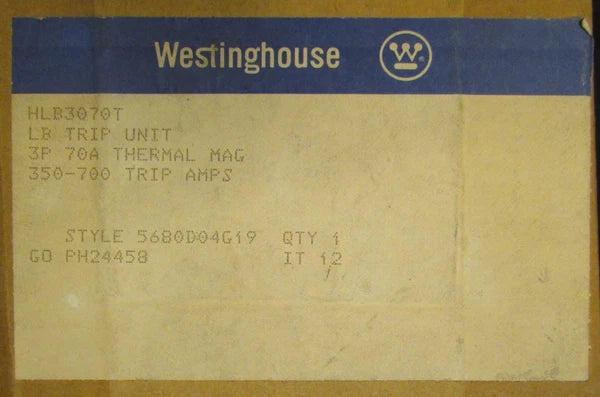 Westinghouse
HLB3070T
LB TRIP UNIT
3P 70A THERMAL MAG
350-700 TRIP AMPS
STYLE 5680D04G19 QTY 1
GO PH24458 IT 12